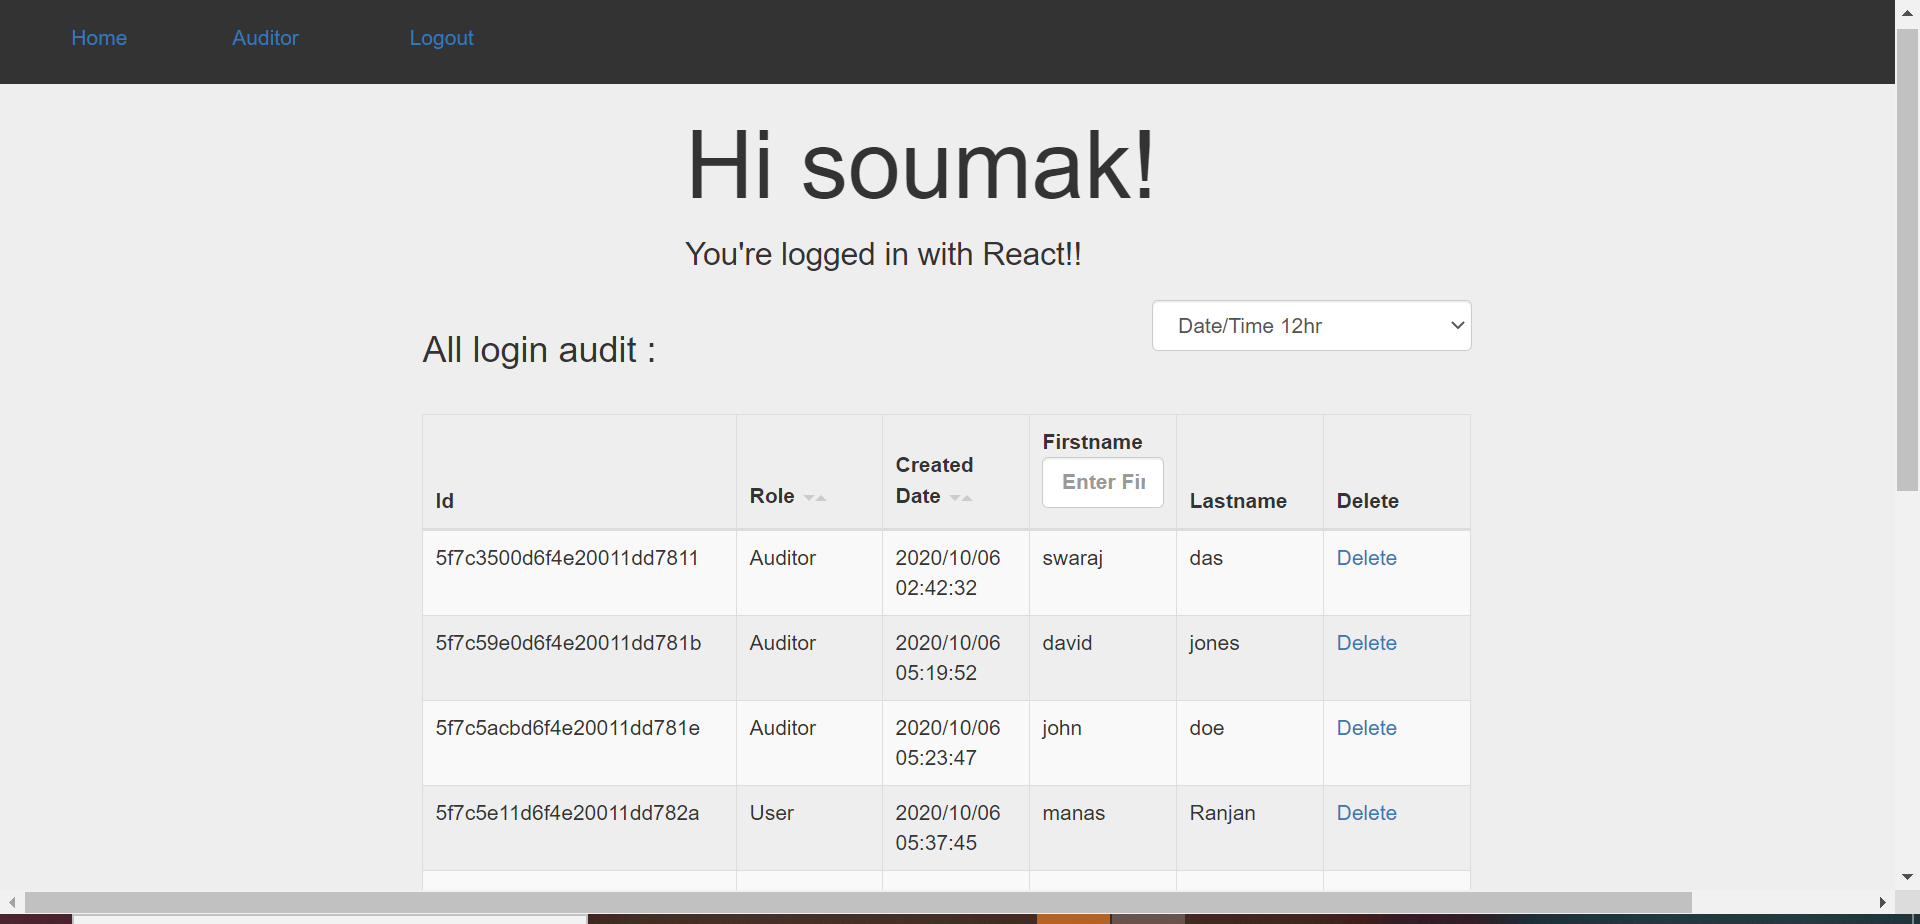 Home Auditor Logout
Hi soumak!
You're logged in with React!!
Date/Time 12hr
All login audit :
Id Role Created Date Firstname Enter Fir Lastname Delete
5f7c3500d6f4e20011dd7811 Auditor 2020/10/06 02:42:32 swaraj das Delete
5f7c59e0d6f4e20011dd781b Auditor 2020/10/06 05:19:52 david jones Delete
5f7c5acbd6f4e20011dd781e Auditor 2020/10/06 05:23:47 john doe Delete
5f7c5e11d6f4e20011dd782a User 2020/10/06 05:37:45 manas Ranjan Delete